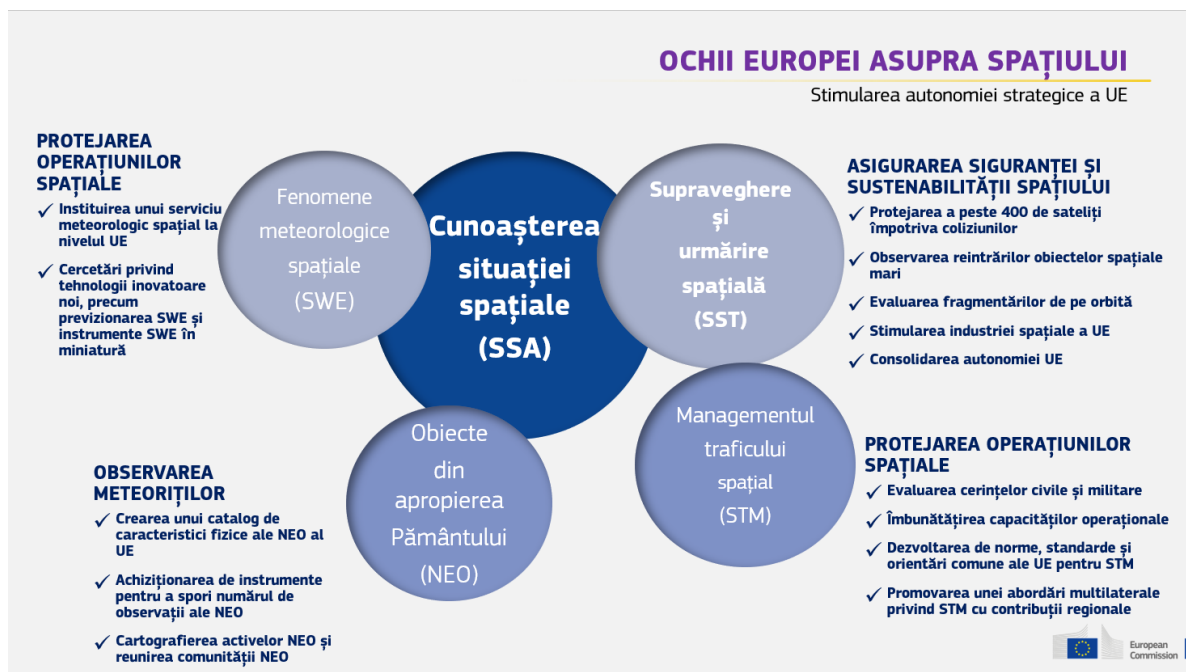 OCHII EUROPEI ASUPRA SPAȚIULUI
Stimularea autonomiei strategice a UE
PROTEJAREA
OPERAȚIUNILOR
SPAȚIALE
✓ Instituirea unui serviciu
meteorologic spațial la
nivelul UE
✓ Cercetări privind
tehnologii inovatoare
noi, precum
previzionarea SWE și
instrumente SWE în
miniatură
Fenomene
meteorologice
spațiale
(SWE)
Cunoașterea
situației
spațiale
(SSA)
Supraveghere
și
urmărire
spațială
(SST)
ASIGURAREA SIGURANȚEI ȘI
SUSTENABILITĂȚII SPAȚIULUI
✓ Protejarea a peste 400 de sateliți
împotriva coliziunilor
✓ Observarea reintrărilor obiectelor spațiale
mari
✓ Evaluarea fragmentărilor de pe orbită
✓ Stimularea industriei spațiale a UE
✓ Consolidarea autonomiei UE
OBSERVAREA
METEORIȚILOR
✓ Crearea unui catalog de
caracteristici fizice ale NEO al
UE
✓ Achiziționarea de instrumente
pentru a spori numărul de
observații ale NEO
✓ Cartografierea activelor NEO și
reunirea comunității NEO
Obiecte
din
apropierea
Pământului
(NEO)
Managementul
traficului
spațial
(STM)
PROTEJAREA OPERAȚIUNILOR
SPAȚIALE
✓ Evaluarea cerințelor civile și militare
✓ Îmbunătățirea capacităților operaționale
✓ Dezvoltarea de norme, standarde și
orientări comune ale UE pentru STM
✓ Promovarea unei abordări multilaterale
privind STM cu contribuții regionale
European
Commission